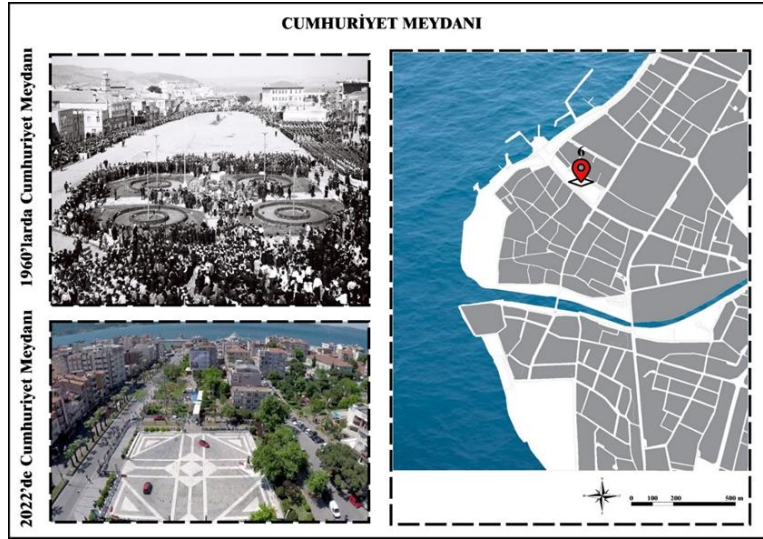 CUMHURİYET MEYDANI
1960'larda Cumhuriyet Meydanı
2022'de Cumhuriyet Meydanı
6
0 100 200 500 m